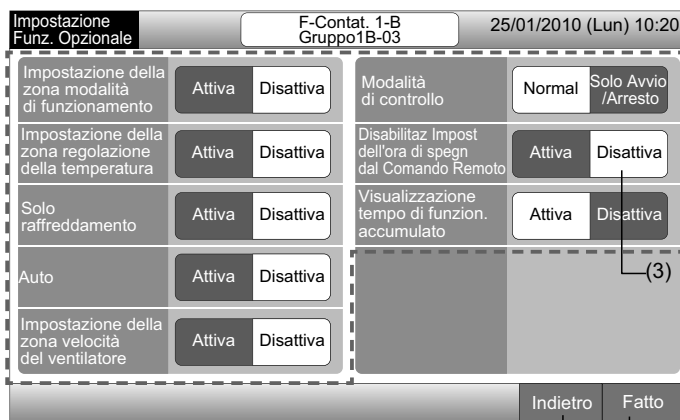 Impostazione
Funz. Opzionale
F-Contat. 1-B
Gruppo1B-03
25/01/2010 (Lun) 10:20
Impostazione della
zona modalità
di funzionamento
Attiva
Disattiva
Impostazione della
zona regolazione
della temperatura
Attiva
Disattiva
Solo
raffreddamento
Attiva
Disattiva
Auto
Attiva
Disattiva
Impostazione della
zona velocità
del ventilatore
Attiva
Disattiva
Modalità
di controllo
Normal
Solo Avvio
/Arresto
Disabilitaz Impost
dell'ora di spegn
dal Comando Remoto
Attiva
Disattiva
Visualizzazione
tempo di funzion.
accumulato
Attiva
Disattiva
(3)
Indietro
Fatto